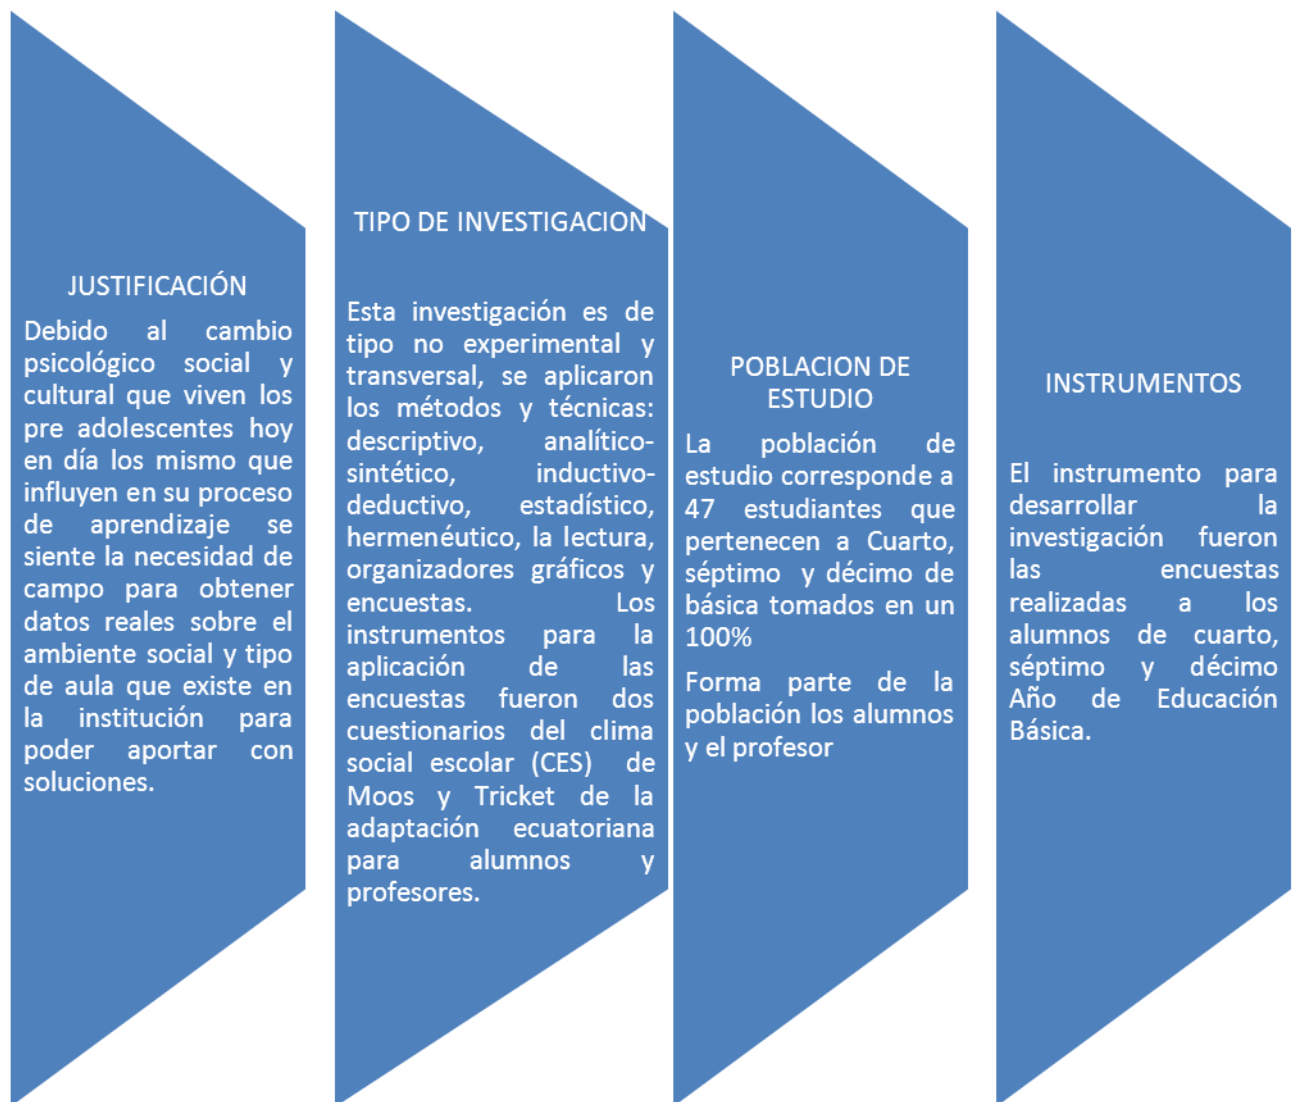 JUSTIFICACIÓN
Debido al cambio
psicológico social y
cultural que viven los
pre adolescentes hoy
en día los mismo que
influyen en su proceso
de aprendizaje se
siente la necesidad de
campo para obtener
datos reales sobre el
ambiente social y tipo
de aula que existe en
la institución para
poder aportar con
soluciones.
TIPO DE INVESTIGACION
Esta investigación es de
tipo no experimental y
transversal, se aplicaron
los métodos y técnicas:
descriptivo, analítico-
sintético, inductivo-
deductivo, estadístico,
hermenéutico, la lectura,
organizadores gráficos y
encuestas. Los
instrumentos para la
aplicación de las
encuestas fueron dos
cuestionarios del clima
social escolar (CES) de
Moos y Tricket de la
adaptación ecuatoriana
para alumnos y
profesores.
POBLACION DE
ESTUDIO
La población de
estudio corresponde a
47 estudiantes que
pertenecen a Cuarto,
séptimo y décimo de
básica tomados en un
100%
Forma parte de la
población los alumnos
y el profesor
INSTRUMENTOS
El instrumento para
desarrollar la
investigación fueron
las encuestas
realizadas a los
alumnos de cuarto,
séptimo y décimo
Año de Educación
Básica.